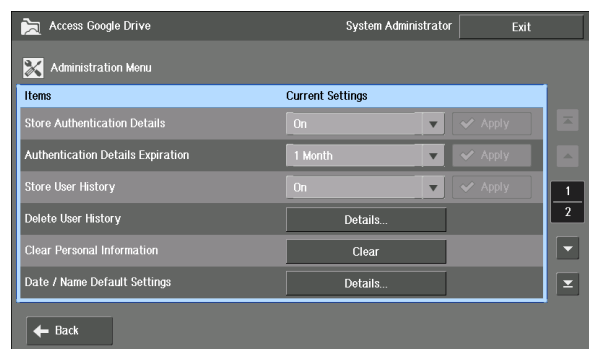 Access Google Drive System Administrator Exit
Administration Menu
Items Current Settings
Store Authentication Details On Apply
Authentication Details Expiration 1 Month Apply
Store User History On Apply
1
2
Delete User History Details...
Clear Personal Information Clear
Date / Name Default Settings Details...
Back